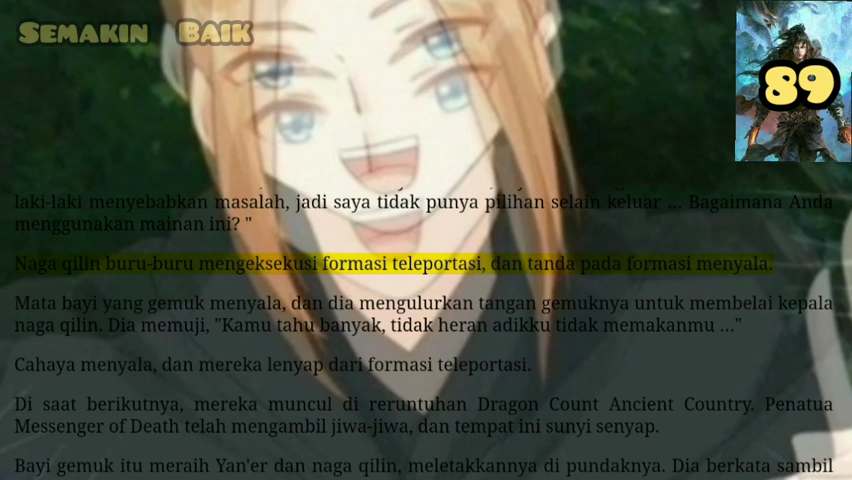 Semakin Baik
89
laki-laki menyebabkan masalah, jadi saya tidak punya pilihan selain keluar ... Bagaimana Anda
menggunakan mainan ini? "
Naga qilin buru-buru mengeksekusi formasi teleportasi, dan tanda pada formasi menyala.
Mata bayi yang gemuk menyala, dan dia mengulurkan tangan gemuknya untuk membelai kepala
naga qilin. Dia memuji, "Kamu tahu banyak, tidak heran adikku tidak memakanmu ..."
Cahaya menyala, dan mereka lenyap dari formasi teleportasi.
Di saat berikutnya, mereka muncul di reruntuhan Dragon Count Ancient Country. Penatua
Messenger of Death telah mengambil jiwa-jiwa, dan tempat ini sunyi senyap.
Bayi gemuk itu meraih Yan'er dan naga qilin, meletakkannya di pundaknya. Dia berkata sambil